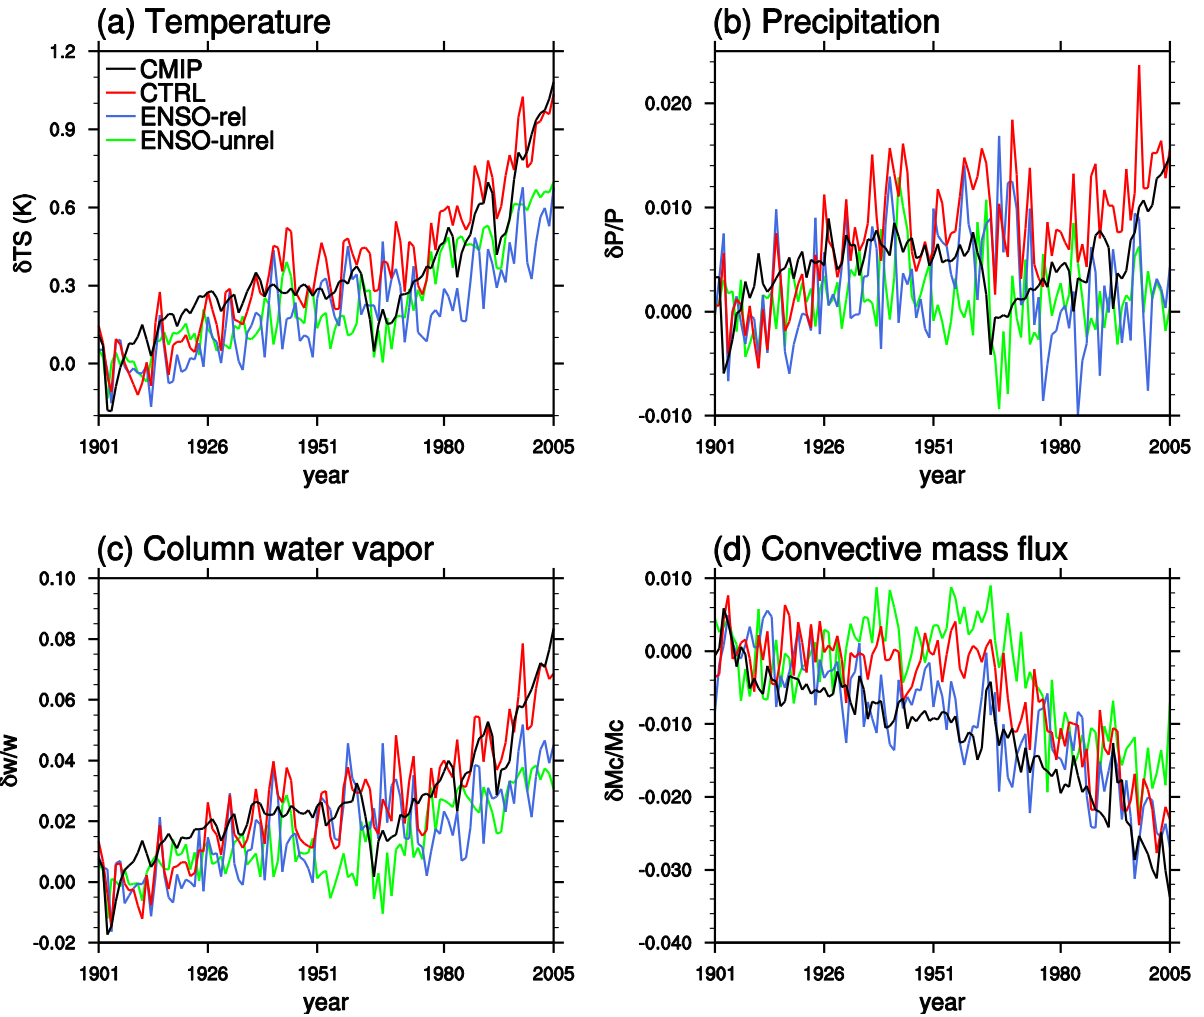 (a) Temperature
δTS (K)
1.2
0.9
0.6
0.3
0.0
CMIP
CTRL
ENSO-rel
ENSO-unrel
1901 1926 1951 1980 2005
year
(b) Precipitation
δP/P
0.020
0.010
0.000
-0.010
1901 1926 1951 1980 2005
year
(c) Column water vapor
δw/w
0.10
0.08
0.06
0.04
0.02
0.00
-0.02
1901 1926 1951 1980 2005
year
(d) Convective mass flux
δMc/Mc
0.010
0.000
-0.010
-0.020
-0.030
-0.040
1901 1926 1951 1980 2005
year